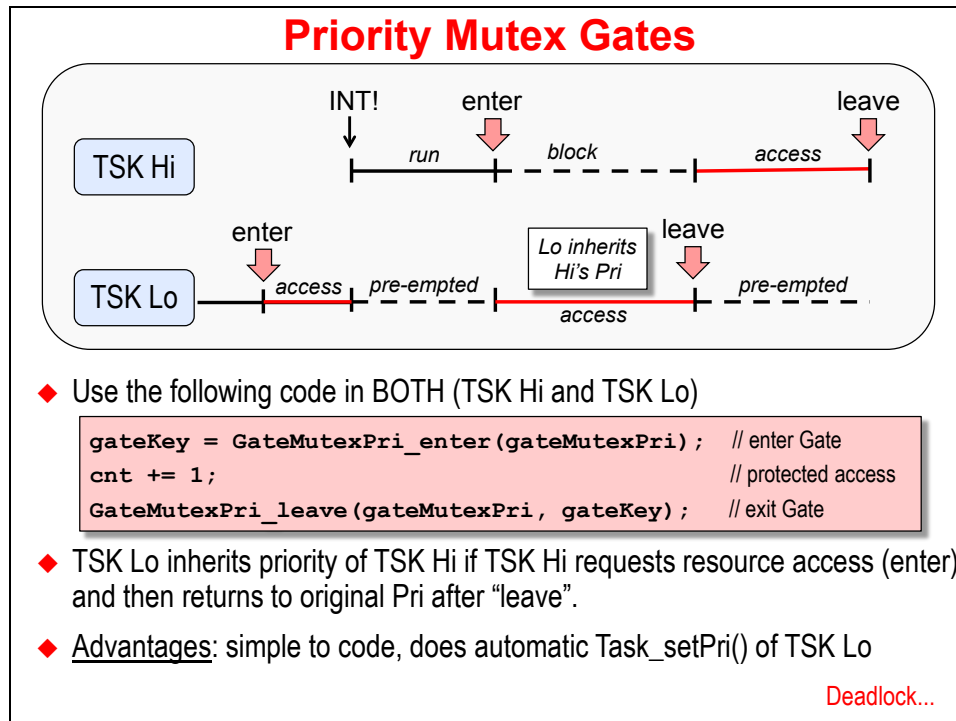 Priority Mutex Gates
INT!
enter
leave
TSK Hi
run
block
access
enter
Lo inherits
Hi's Pri
leave
TSK Lo
access
pre-empted
access
pre-empted
◆ Use the following code in BOTH (TSK Hi and TSK Lo)
gateKey = GateMutexPri_enter(gateMutexPri); // enter Gate
cnt += 1; // protected access
GateMutexPri_leave(gateMutexPri, gateKey); // exit Gate
◆ TSK Lo inherits priority of TSK Hi if TSK Hi requests resource access (enter)
and then returns to original Pri after “leave”.
◆ Advantages: simple to code, does automatic Task_setPri() of TSK Lo
Deadlock...